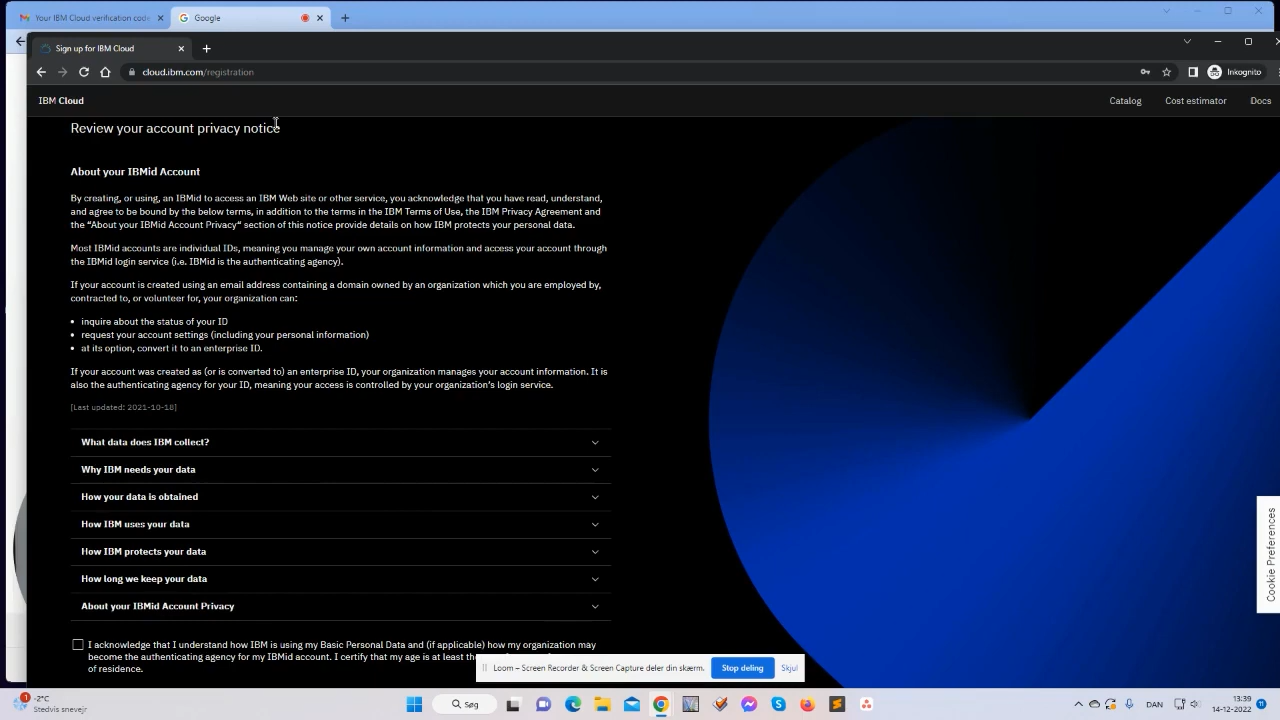 Your IBM Cloud verification code
Google
Sign up for IBM Cloud
cloud.ibm.com/registration
Inkognito
IBM Cloud
Catalog
Cost estimator
Docs
Review your account privacy notice
About your IBMid Account
By creating, or using, an IBMid to access an IBM Web site or other service, you acknowledge that you have read, understand,
and agree to be bound by the below terms, in addition to the terms in the IBM Terms of Use, the IBM Privacy Agreement and
the “About your IBMid Account Privacy“ section of this notice provide details on how IBM protects your personal data.
Most IBMid accounts are individual IDs, meaning you manage your own account information and access your account through
the IBMid login service (i.e. IBMid is the authenticating agency).
If your account is created using an email address containing a domain owned by an organization which you are employed by,
contracted to, or volunteer for, your organization can:
• inquire about the status of your ID
• request your account settings (including your personal information)
• at its option, convert it to an enterprise ID.
If your account was created as (or is converted to) an enterprise ID, your organization manages your account information. It is
also the authenticating agency for your ID, meaning your access is controlled by your organization’s login service.
[Last updated: 2021-10-18]
What data does IBM collect?
Why IBM needs your data
How your data is obtained
How IBM uses your data
How IBM protects your data
How long we keep your data
About your IBMid Account Privacy
I acknowledge that I understand how IBM is using my Basic Personal Data and (if applicable) how my organization may
become the authenticating agency for my IBMid account. I certify that my age is at least
of residence.
Cookie Preferences
Loom – Screen Recorder & Screen Capture deler din skærm.
Stop deling
Skjul
1
-2°C
Stedvis snevejr
Søg
DAN
13:39
14-12-2022